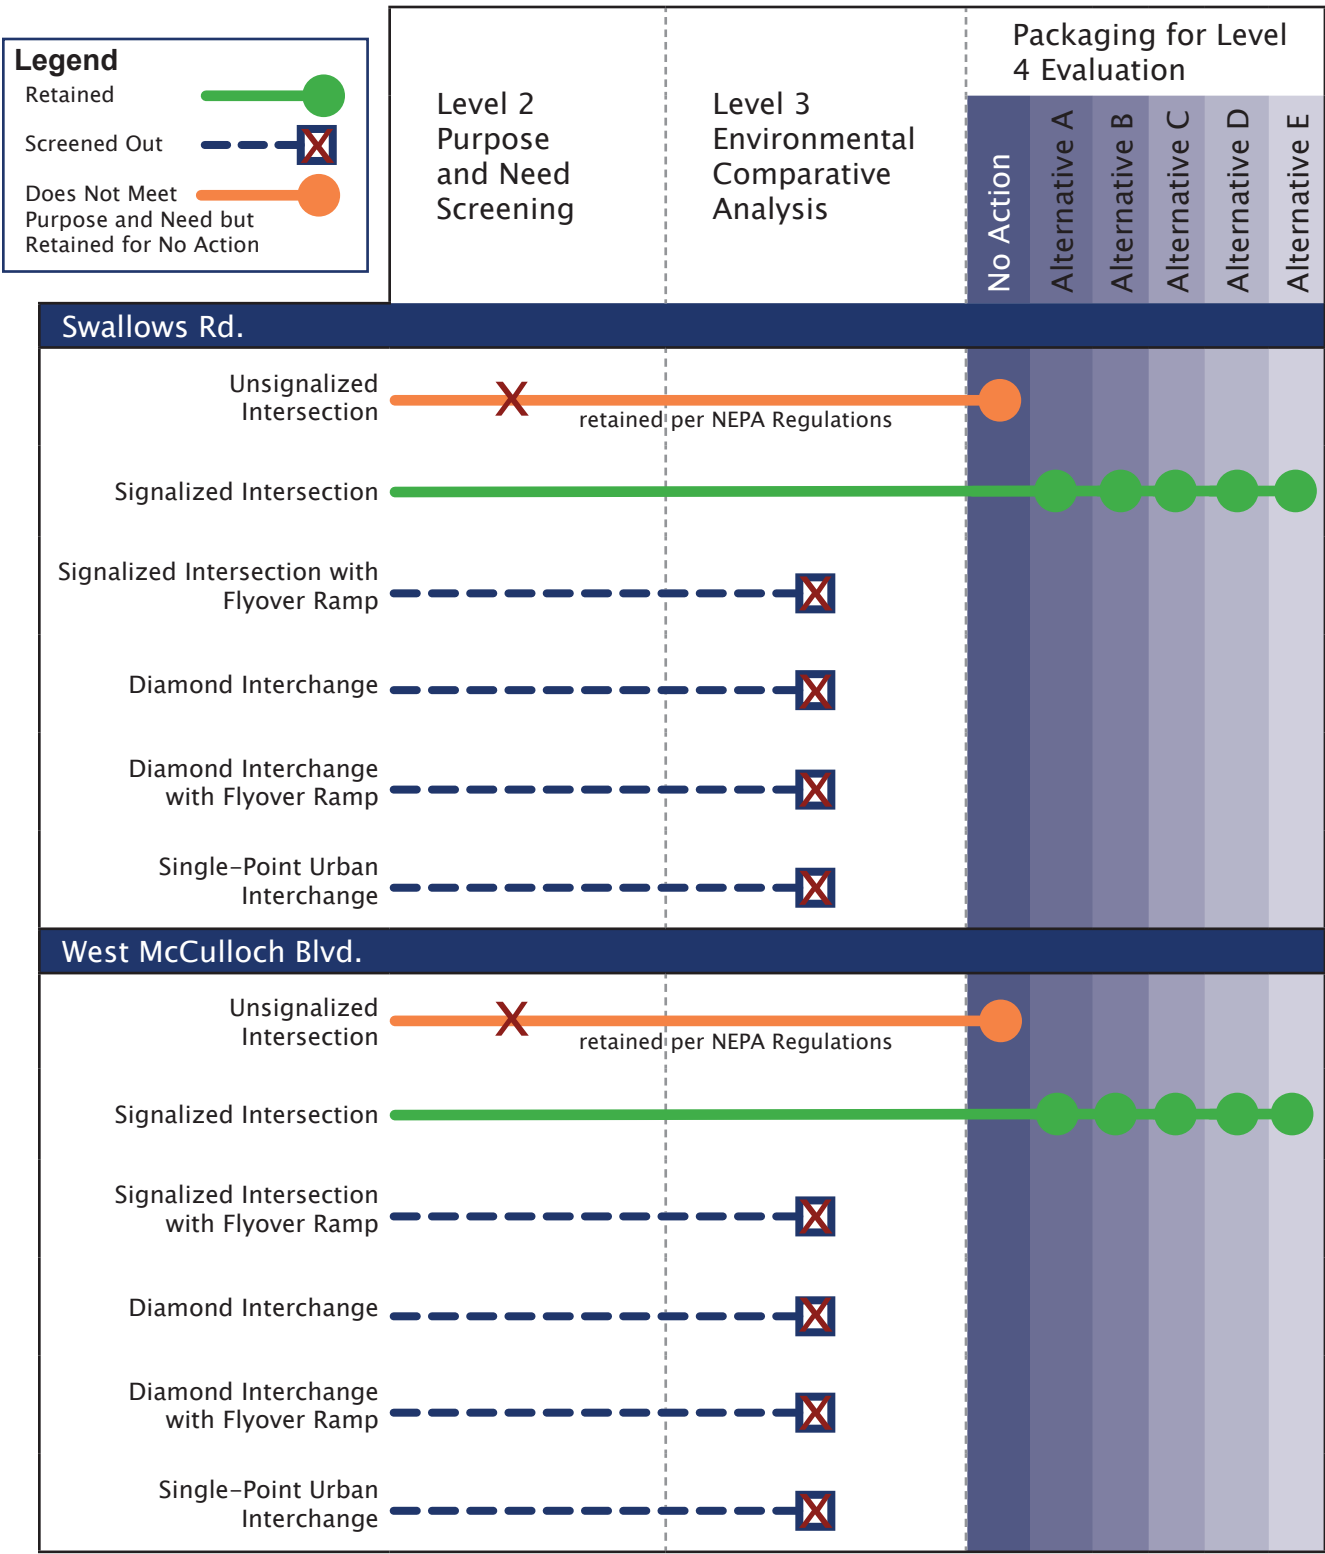 Legend
Retained
Screened Out
Does Not Meet
Purpose and Need but
Retained for No Action
Level 2
Purpose
and Need
Screening
Level 3
Environmental
Comparative
Analysis
Packaging for Level
4 Evaluation
No Action
Alternative A
Alternative B
Alternative C
Alternative D
Alternative E
Swallows Rd.
Unsignalized
Intersection
X
retained per NEPA Regulations
Signalized Intersection
Signalized Intersection with
Flyover Ramp
Diamond Interchange
Diamond Interchange
with Flyover Ramp
Single-Point Urban
Interchange
West McCulloch Blvd.
Unsignalized
Intersection
X
retained per NEPA Regulations
Signalized Intersection
Signalized Intersection
with Flyover Ramp
Diamond Interchange
Diamond Interchange
with Flyover Ramp
Single-Point Urban
Interchange